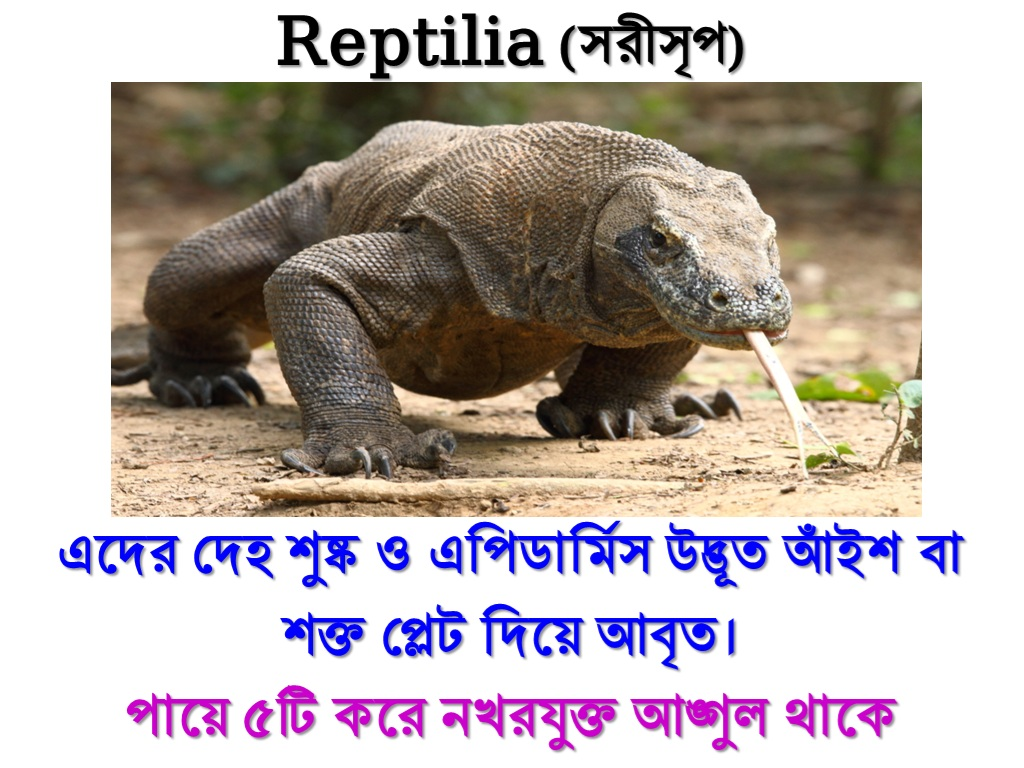 Reptilia (সরীসৃপ)
এদের দেহ শুষ্ক ও এপিডার্মিস উদ্ভূত আঁইশ বা
শক্ত প্লেট দিয়ে আবৃত।
পায়ে ৫টি করে নখরযুক্ত আঙ্গুল থাকে